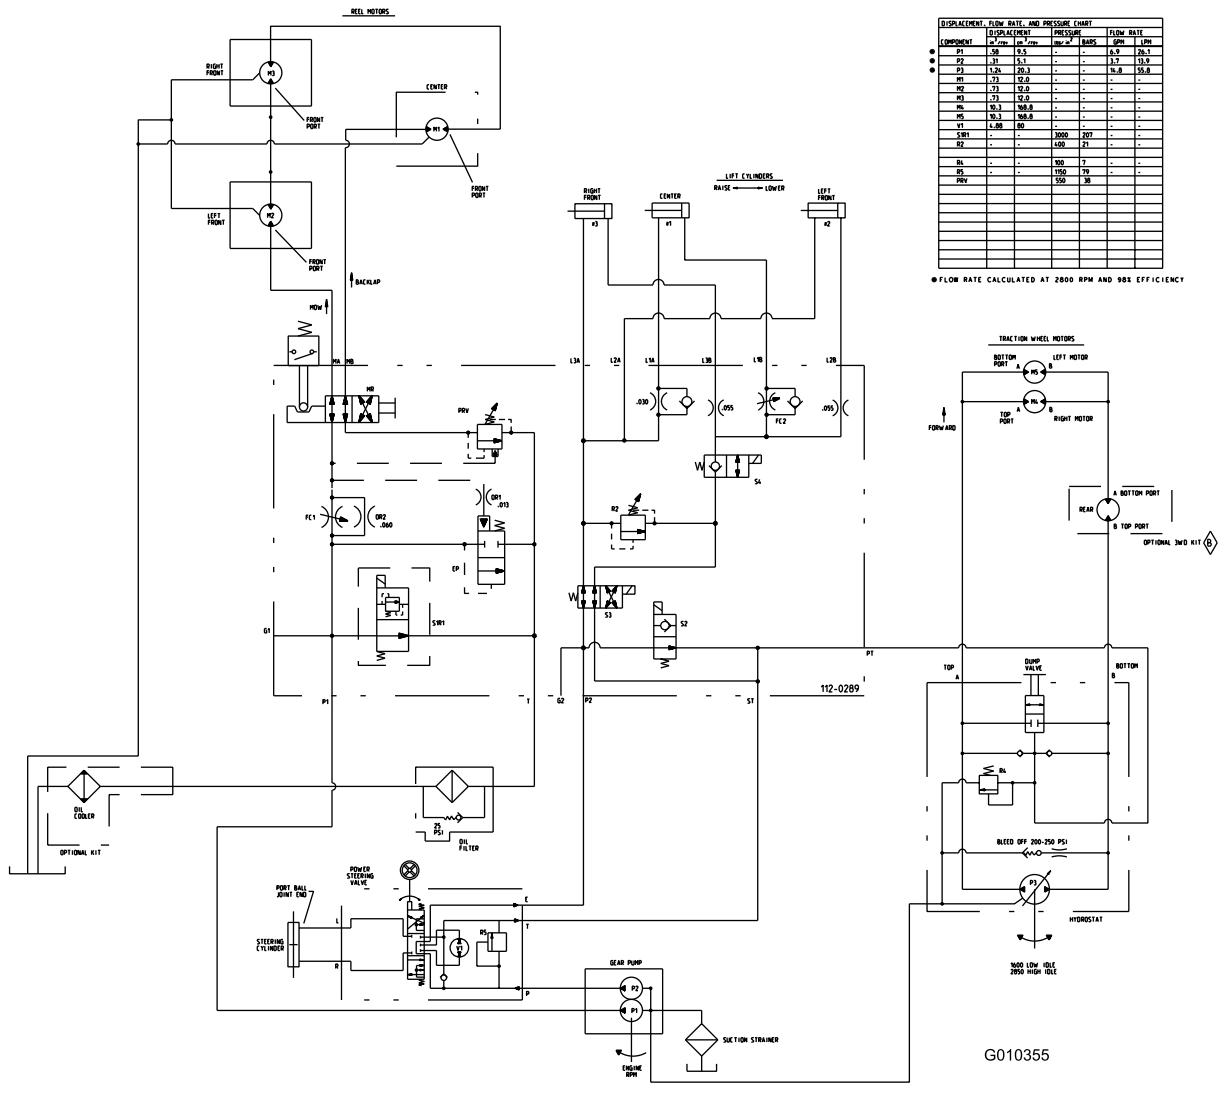 REEL MOTORS
RIGHT FRONT
M3
FRONT PORT
CENTER
M1
FRONT PORT
LEFT FRONT
M2
FRONT PORT
BACKLAP
MOW
DISPLACEMENT, FLOW RATE, AND PRESSURE CHART
DISPLACEMENT PRESSURE FLOW RATE
COMPONENT in³/rev cm³/rev lbs/in² BARS GPM LPM
P1 .58 9.5 - - 6.9 26.1
P2 .31 5.1 - - 3.7 13.9
P3 1.24 20.3 - - 14.8 55.8
M1 .73 12.0 - - - -
M2 .73 12.0 - - - -
M3 .73 12.0 - - - -
M4 10.3 168.8 - - - -
M5 10.3 168.8 - - - -
V1 4.88 80 - - - -
S1R1 - - 3000 207 - -
R2 - - 400 21 - -
R4 - - 100 7 - -
R5 - - 1150 79 - -
PRV 550 38
FLOW RATE CALCULATED AT 2800 RPM AND 98% EFFICIENCY
LIFT CYLINDERS
RAISE LOWER
RIGHT FRONT
#3
CENTER
#1
LEFT FRONT
#2
MA MB
L3A L2A L1A L3B L1B L2B
MR
PRV
.030
.055
FC2
.055
S4
OR1
.013
FC1
OR2
.060
R2
EP
S3
S2
S1R1
G1
P1
T
G2
P2
ST
PT
112-0289
TRACTION WHEEL MOTORS
BOTTOM PORT
LEFT MOTOR
A M5 B
A M4 B
TOP PORT
RIGHT MOTOR
FORWARD
A BOTTOM PORT
REAR
B TOP PORT
OPTIONAL 3WD KIT
B
TOP
A
DUMP VALVE
BOTTOM
B
R4
BLEED OFF 200-250 PSI
P3
HYDROSTAT
1600 LOW IDLE
2850 HIGH IDLE
OIL COOLER
OPTIONAL KIT
25 PSI
OIL FILTER
POWER STEERING VALVE
PORT BALL JOINT END
L
STEERING CYLINDER
R
V1
R5
E
T
P
GEAR PUMP
P2
P1
ENGINE RPM
SUCTION STRAINER
G010355